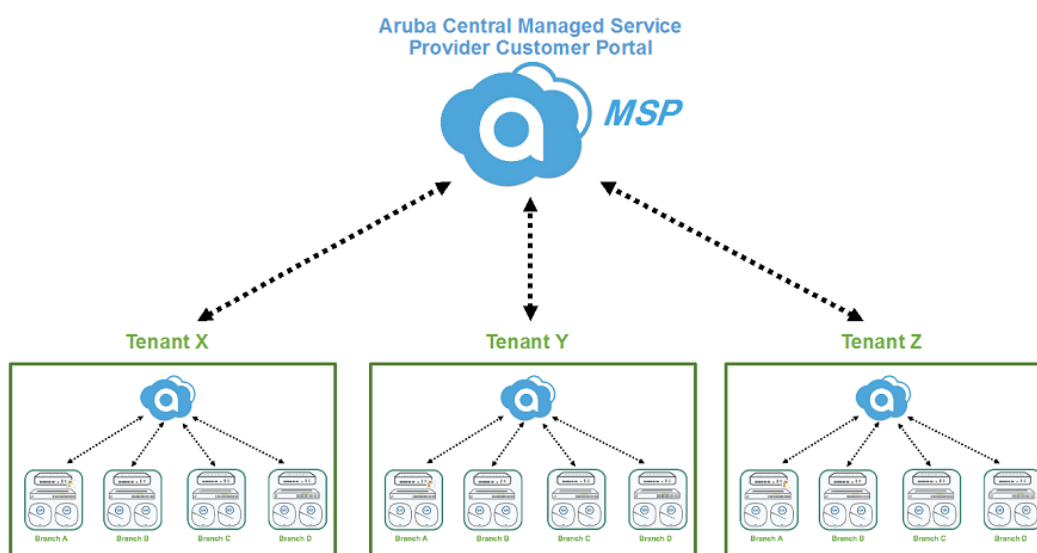 Aruba Central Managed Service
Provider Customer Portal
MSP
Tenant X
Tenant Y
Tenant Z
Branch A
Branch B
Branch C
Branch D
Branch A
Branch B
Branch C
Branch D
Branch A
Branch B
Branch C
Branch D